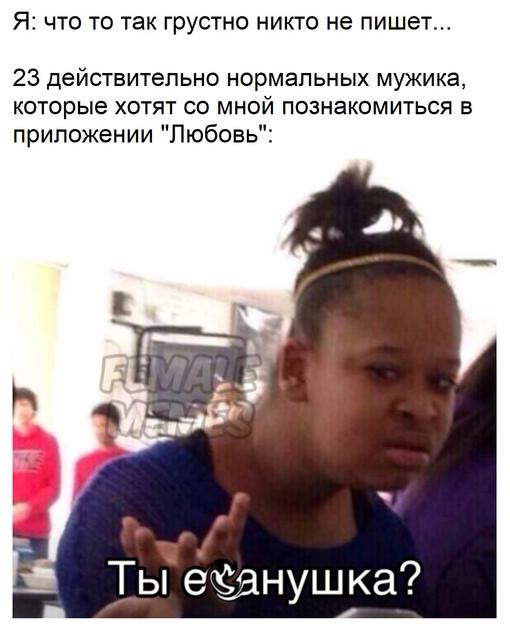 Я: что то так грустно никто не пишет...
23 действительно нормальных мужика,
которые хотят со мной познакомиться в
приложении "Любовь":
FEMALE
MEMES
Ты